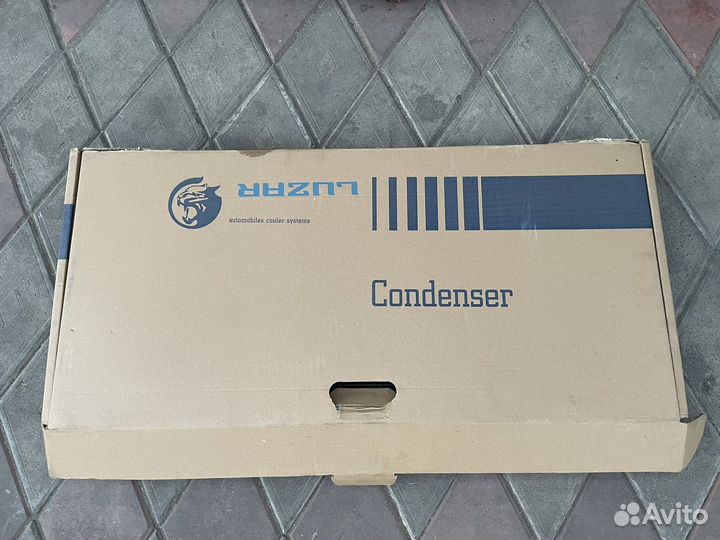 LUZAR
automobiles cooler systems
Condenser
Avito